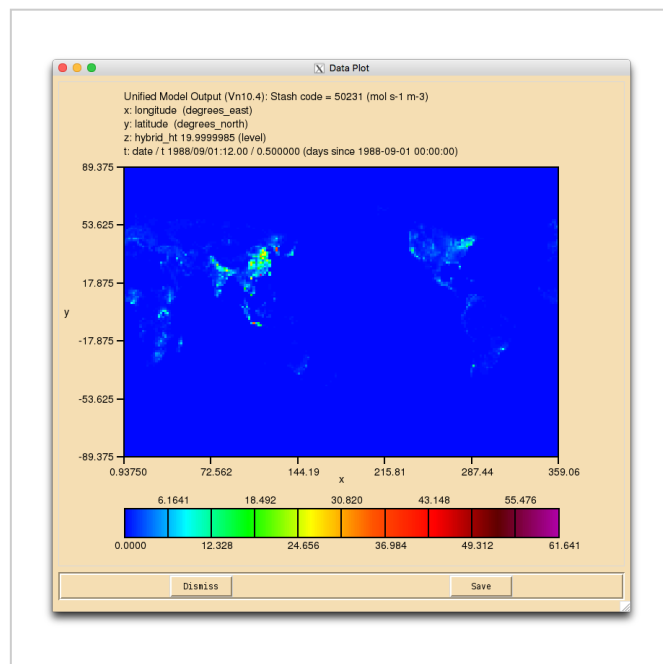 Data Plot
Unified Model Output (Vn10.4): Stash code = 50231 (mol s-1 m-3)
x: longitude (degrees_east)
y: latitude (degrees_north)
z: hybrid_ht 19.9999985 (level)
t: date / t 1988/09/01:12.00 / 0.500000 (days since 1988-09-01 00:00:00)
89.375
53.625
17.875
y
-17.875
-53.625
-89.375
0.93750 72.562 144.19 215.81 287.44 359.06
x
6.1641 18.492 30.820 43.148 55.476
0.0000 12.328 24.656 36.984 49.312 61.641
Dismiss Save